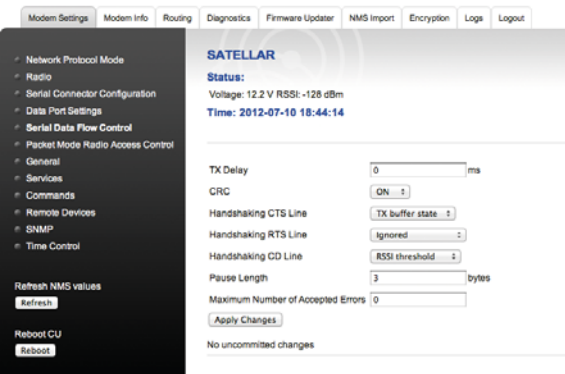 Modem Settings Modem Info Routing Diagnostics Firmware Updater NMS Import Encryption Logs Logout
Network Protocol Mode
Radio
Serial Connector Configuration
Data Port Settings
Serial Data Flow Control
Packet Mode Radio Access Control
General
Services
Commands
Remote Devices
SNMP
Time Control
Refresh NMS values
Refresh
Reboot CU
Reboot
SATELLAR
Status:
Voltage: 12.2 V RSSI: -128 dBm
Time: 2012-07-10 18:44:14
TX Delay 0 ms
CRC ON
Handshaking CTS Line TX buffer state
Handshaking RTS Line Ignored
Handshaking CD Line RSSI threshold
Pause Length 3 bytes
Maximum Number of Accepted Errors 0
Apply Changes
No uncommitted changes